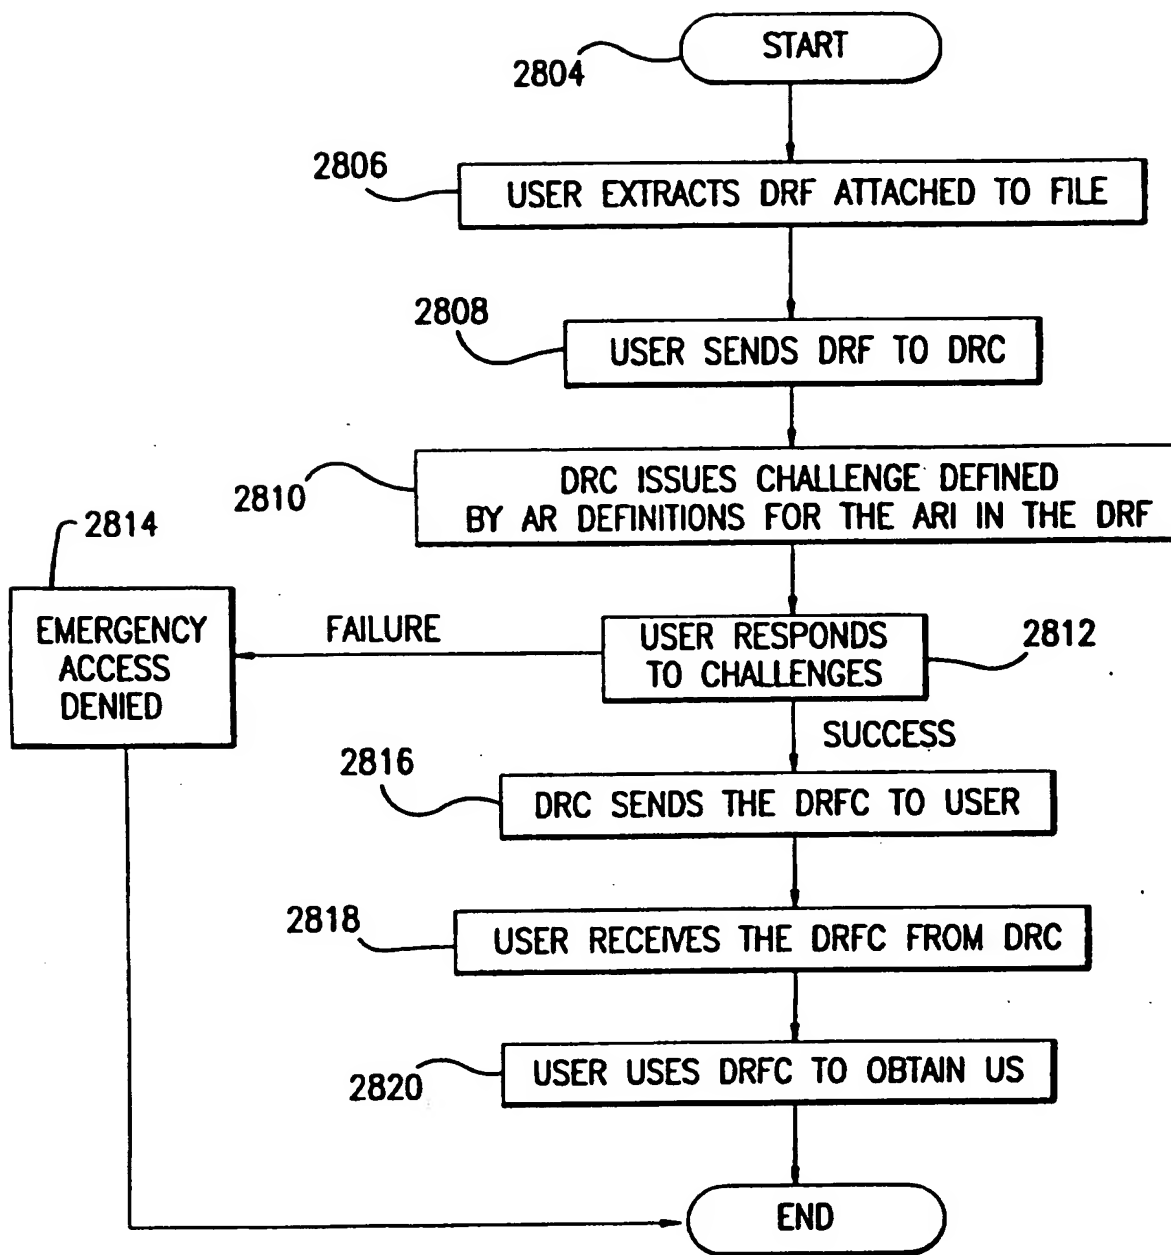 START
2804
2806
USER EXTRACTS DRF ATTACHED TO FILE
2808
USER SENDS DRF TO DRC
2810
DRC ISSUES CHALLENGE DEFINED
BY AR DEFINITIONS FOR THE ARI IN THE DRF
2814
EMERGENCY
ACCESS
DENIED
FAILURE
USER RESPONDS
TO CHALLENGES
2812
SUCCESS
2816
DRC SENDS THE DRFC TO USER
2818
USER RECEIVES THE DRFC FROM DRC
2820
USER USES DRFC TO OBTAIN US
END